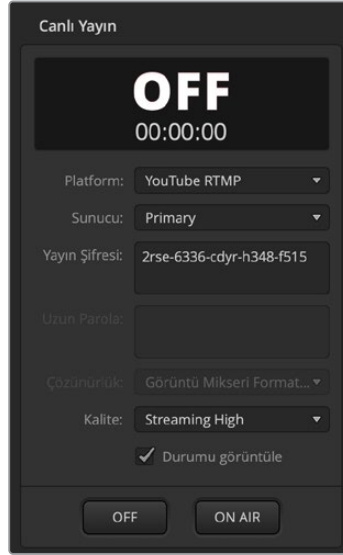 Canlı Yayın
OFF
00:00:00
Platform: YouTube RTMP
Sunucu: Primary
Yayın Şifresi: 2rse-6336-cdyr-h348-f515
Uzun Parola:
Çözünürlük: Görüntü Mikseri Format...
Kalite: Streaming High
Durumu görüntüle
OFF ON AIR